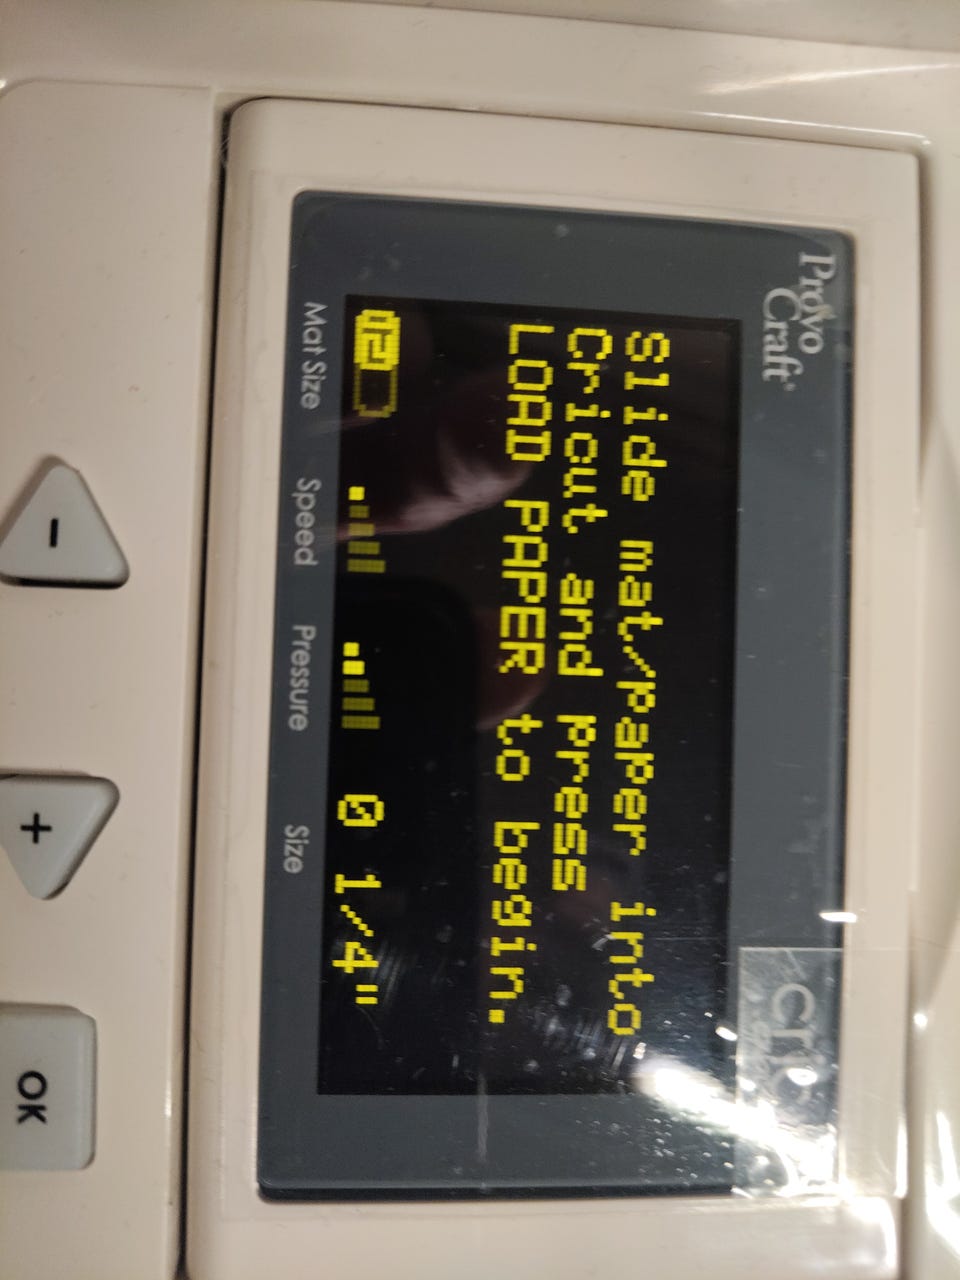 Provo
Craft®
Slide mat/paper into
Cricut and press
LOAD PAPER to begin.
12 0 1/4"
Mat Size Speed Pressure Size
- + OK